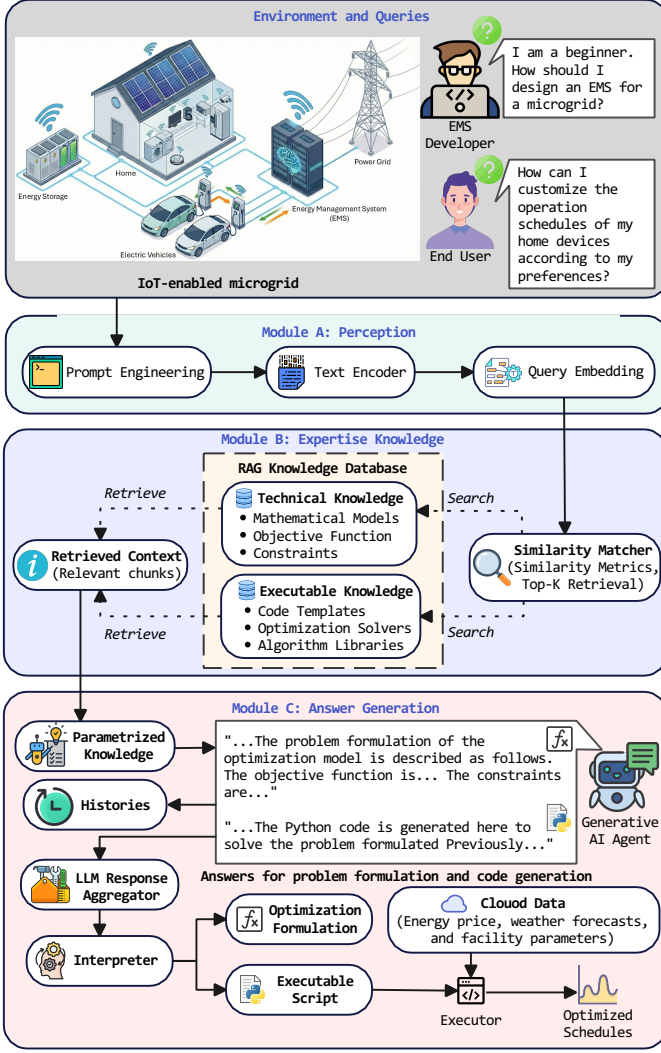 Environment and Queries
I am a beginner.
How should I
design an EMS for
a microgrid?
EMS
Developer
Energy Storage
Home
Power Grid
Energy Management System
(EMS)
Electric Vehicles
How can I
customize the
operation
schedules of my
home devices
according to my
preferences?
End User
IoT-enabled microgrid
Module A: Perception
Prompt Engineering
Text Encoder
Query Embedding
Module B: Expertise Knowledge
RAG Knowledge Database
Retrieve
Technical Knowledge
• Mathematical Models
• Objective Function
• Constraints
Search
Retrieved Context
(Relevant chunks)
Similarity Matcher
(Similarity Metrics,
Top-K Retrieval)
Executable Knowledge
• Code Templates
• Optimization Solvers
• Algorithm Libraries
Retrieve
Search
Module C: Answer Generation
Parametrized
Knowledge
"...The problem formulation of the
optimization model is described as follows.
The objective function is... The constraints
are..."
fx
Histories
"...The Python code is generated here to
solve the problem formulated Previously..."
Generative
AI Agent
Answers for problem formulation and code generation
LLM Response
Aggregator
Interpreter
fx
Optimization
Formulation
Clouod Data
(Energy price, weather forecasts,
and facility parameters)
Executable
Script
</>
Executor
Optimized
Schedules